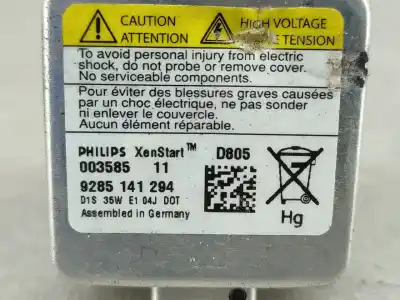 CAUTION
ATTENTION
HIGH VOLTAGE
TENSION
To avoid personal injury from electric
shock, do not probe or remove cover.
No serviceable components.
Pour éviter des blessures graves causées
par un choc électrique, ne pas sonder
ni enlever le couvercle.
Aucun élément réparable.
PHILIPS XenStart™ D805
003585 11
9285 141 294
D1S 35W E1 04J DOT
Assembled in Germany
Hg